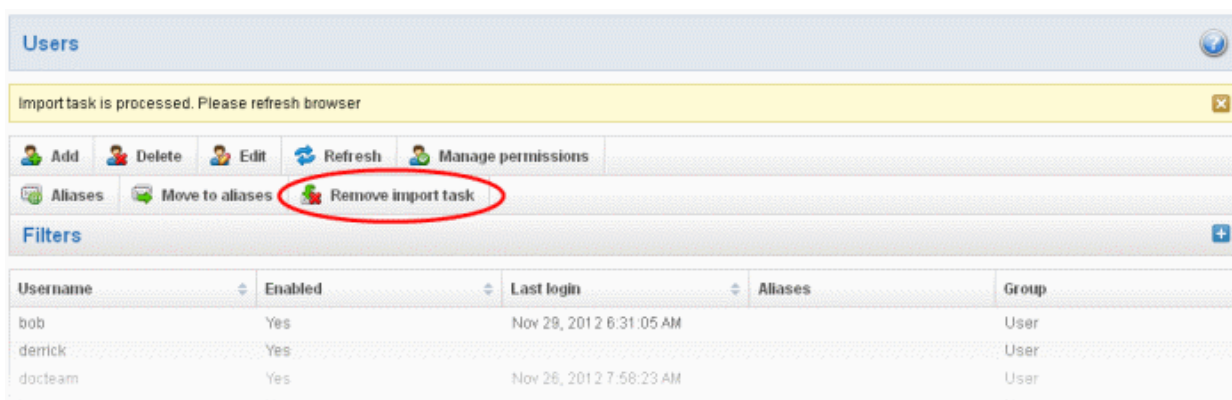 Users
Import task is processed. Please refresh browser
Add Delete Edit Refresh Manage permissions
Aliases Move to aliases Remove import task
Filters
Username Enabled Last login Aliases Group
bob Yes Nov 29, 2012 6:31:05 AM User
derrick Yes User
docteam Yes Nov 26, 2012 7:58:23 AM User